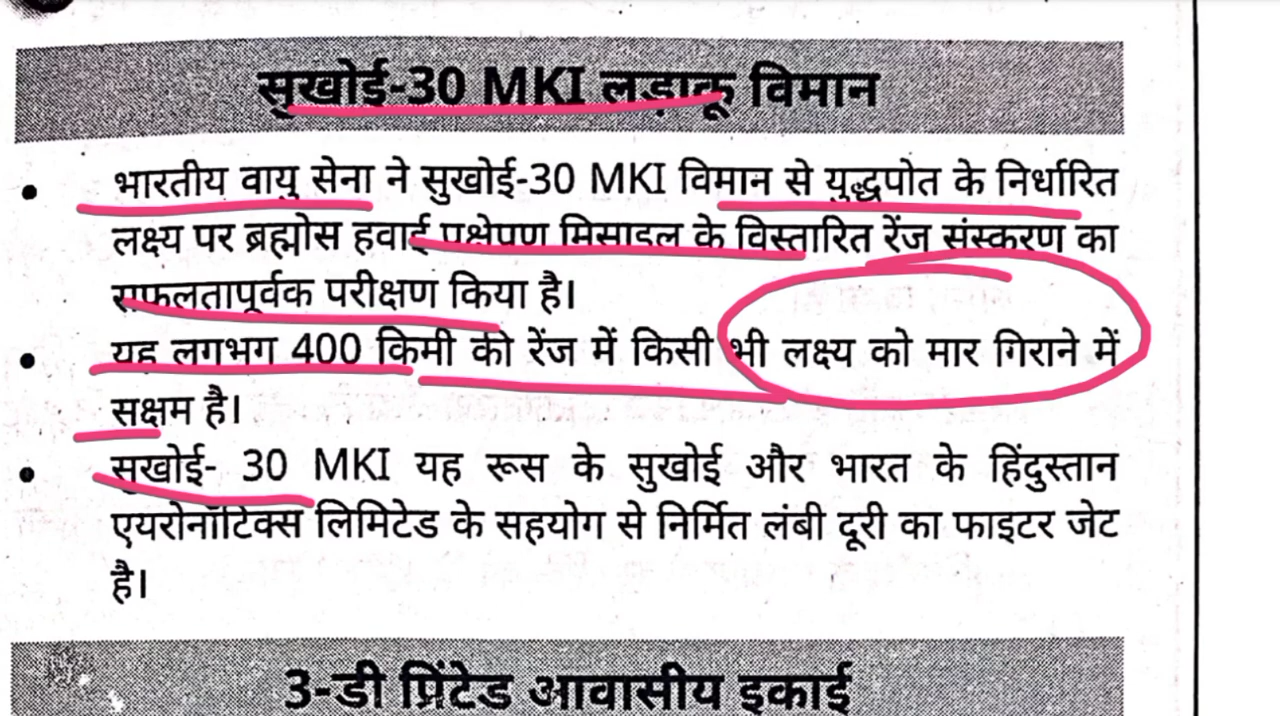 सुखोई-30 MKI लड़ाकू विमान
• भारतीय वायु सेना ने सुखोई-30 MKI विमान से युद्धपोत के निर्धारित
लक्ष्य पर ब्रह्मोस हवाई प्रक्षेपण मिसाइल के विस्तारित रेंज संस्करण का
सफलतापूर्वक परीक्षण किया है।
• यह लगभग 400 किमी की रेंज में किसी भी लक्ष्य को मार गिराने में
सक्षम है।
• सुखोई- 30 MKI यह रूस के सुखोई और भारत के हिंदुस्तान
एयरोनॉटिक्स लिमिटेड के सहयोग से निर्मित लंबी दूरी का फाइटर जेट
है।
3-डी प्रिंटेड आवासीय इकाई